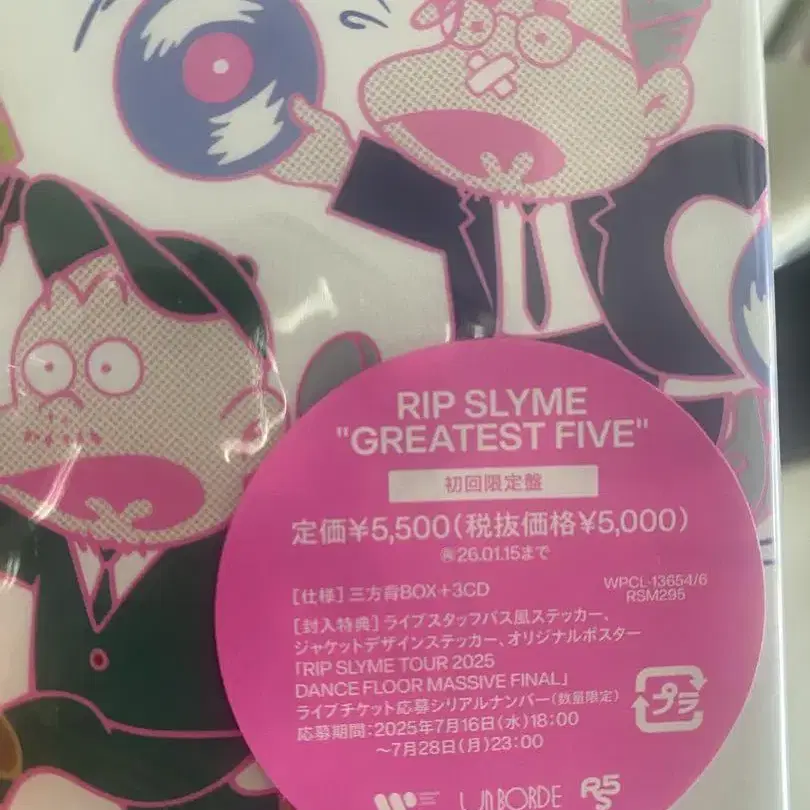 RIP SLYME
"GREATEST FIVE"
初回限定盤
定価¥5,500(税抜価格¥5,000)
再26.01.15まで
[仕様]三方背BOX+3CD
WPCL-13654/6
RSM295
[封入特典]ライブスタッフパス風ステッカー、
ジャケットデザインステッカー、オリジナルポスター
「RIP SLYME TOUR 2025
DANCE FLOOR MASSIVE FINAL」
ライブチケット応募シリアルナンバー(数量限定)
応募期間:2025年7月16日(水)18:00
~7月28日(月)23:00
プラ
unBORDE
R5
S